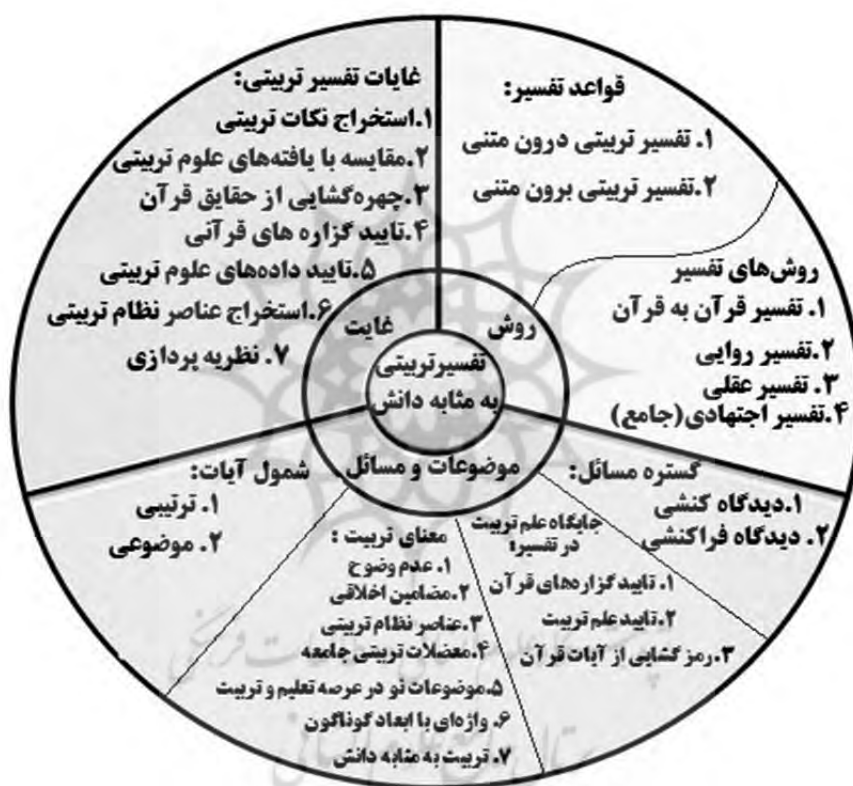 قواعد تفسیر:
۱. تفسیر تربیتی درون متنی
۲.تفسیر تربیتی برون متنی
روش‌های تفسیر
۱. تفسیر قرآن به قرآن
۲.تفسیر روایی
۳. تفسیر عقلی
۴.تفسیر اجتهادی(جامع)
غایات تفسیر تربیتی:
۱.استخراج نکات تربیتی
۲.مقایسه با یافته‌های علوم تربیتی
۳.چهره‌گشایی از حقایق قرآن
۴.تایید گزاره های قرآنی
۵.تایید داده‌های علوم تربیتی
۶.استخراج عناصر نظام تربیتی
۷. نظریه پردازی
روش
غایت
تفسیرتربیتی
به مثابه دانش
موضوعات و مسائل
گستره مسائل:
۱.دیدگاه کنشی
۲. دیدگاه فراکنشی
جایگاه علم تربیت
در تفسیر:
۱. تایید گزاره‌های قرآن
۲.تایید علم تربیت
۳.رمز گشایی از آیات قرآن
معنای تربیت :
۱. عدم وضوح
۲.مضامین اخلاقی
۳.عناصر نظام تربیتی
۴.معضلات تربیتی جامعه
۵.موضوعات نو در عرصه تعلیم و تربیت
۶. واژه‌ای با ابعاد گوناگون
۷. تربیت به مثابه دانش
شمول آیات:
۱. ترتیبی
۲. موضوعی